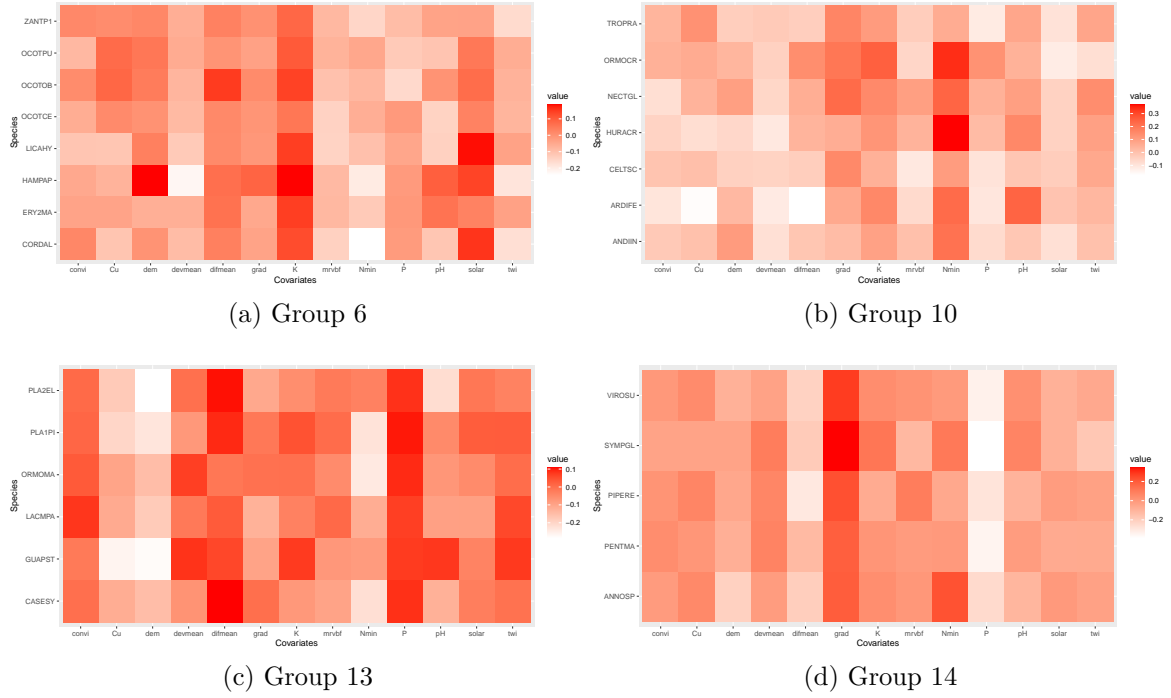 ZANTP1
OCOTPU
OCOTOB
OCOTCE
LICAHY
HAMPAP
ERY2MA
CORDAL
Species
convi Cu dem devmean difmean grad K mrvbf Nmin P pH solar twi
Covariates
value
0.1
0.0
−0.1
−0.2
(a) Group 6
TROPRA
ORMOCR
NECTGL
HURACR
CELTSC
ARDIFE
ANDIIN
Species
convi Cu dem devmean difmean grad K mrvbf Nmin P pH solar twi
Covariates
value
0.3
0.2
0.1
0.0
−0.1
(b) Group 10
PLA2EL
PLA1PI
ORMOMA
LACMPA
GUAPST
CASESY
Species
convi Cu dem devmean difmean grad K mrvbf Nmin P pH solar twi
Covariates
value
0.1
0.0
−0.1
−0.2
(c) Group 13
VIROSU
SYMPGL
PIPERE
PENTMA
ANNOSP
Species
convi Cu dem devmean difmean grad K mrvbf Nmin P pH solar twi
Covariates
value
0.2
0.0
−0.2
(d) Group 14